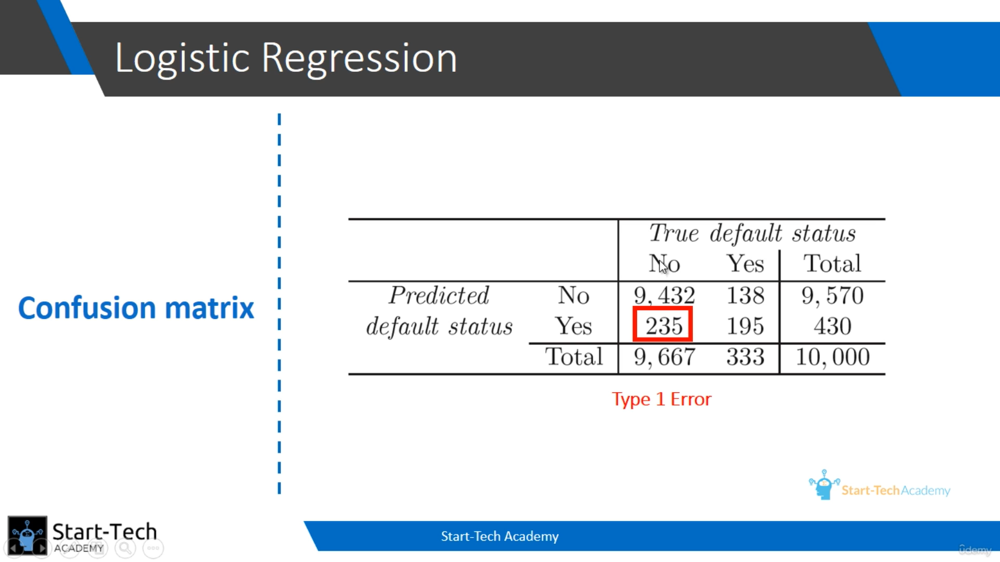 Logistic Regression
Confusion matrix
True default status
No Yes Total
Predicted No 9,432 138 9,570
default status Yes 235 195 430
Total 9,667 333 10,000
Type 1 Error
Start-Tech Academy
Start-Tech
ACADEMY
Start-Tech Academy
ûdemy